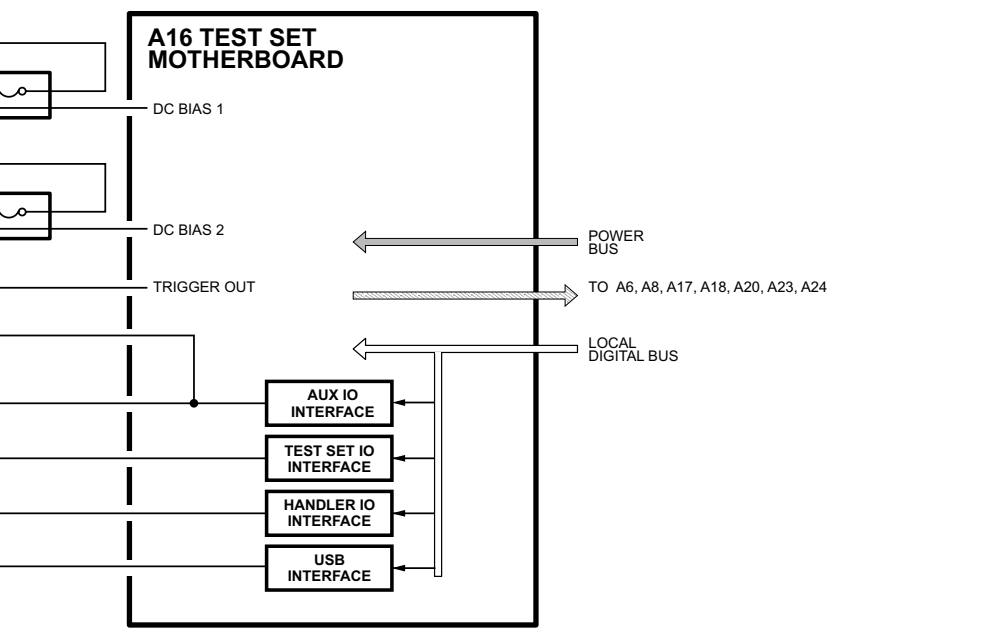 A16 TEST SET
MOTHERBOARD
DC BIAS 1
DC BIAS 2
POWER
BUS
TRIGGER OUT
TO A6, A8, A17, A18, A20, A23, A24
LOCAL
DIGITAL BUS
AUX IO
INTERFACE
TEST SET IO
INTERFACE
HANDLER IO
INTERFACE
USB
INTERFACE